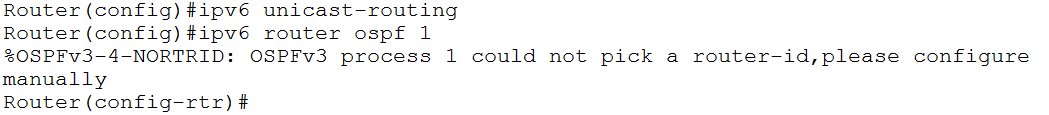 Router(config)#ipv6 unicast-routing
Router(config)#ipv6 router ospf 1
%OSPFv3-4-NORTRID: OSPFv3 process 1 could not pick a router-id,please configure
manually
Router(config-rtr)#